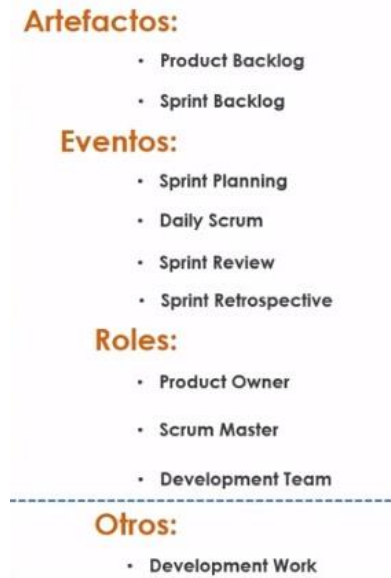 Artefactos:
· Product Backlog
· Sprint Backlog
Eventos:
· Sprint Planning
· Daily Scrum
· Sprint Review
· Sprint Retrospective
Roles:
· Product Owner
· Scrum Master
· Development Team
Otros:
· Development Work